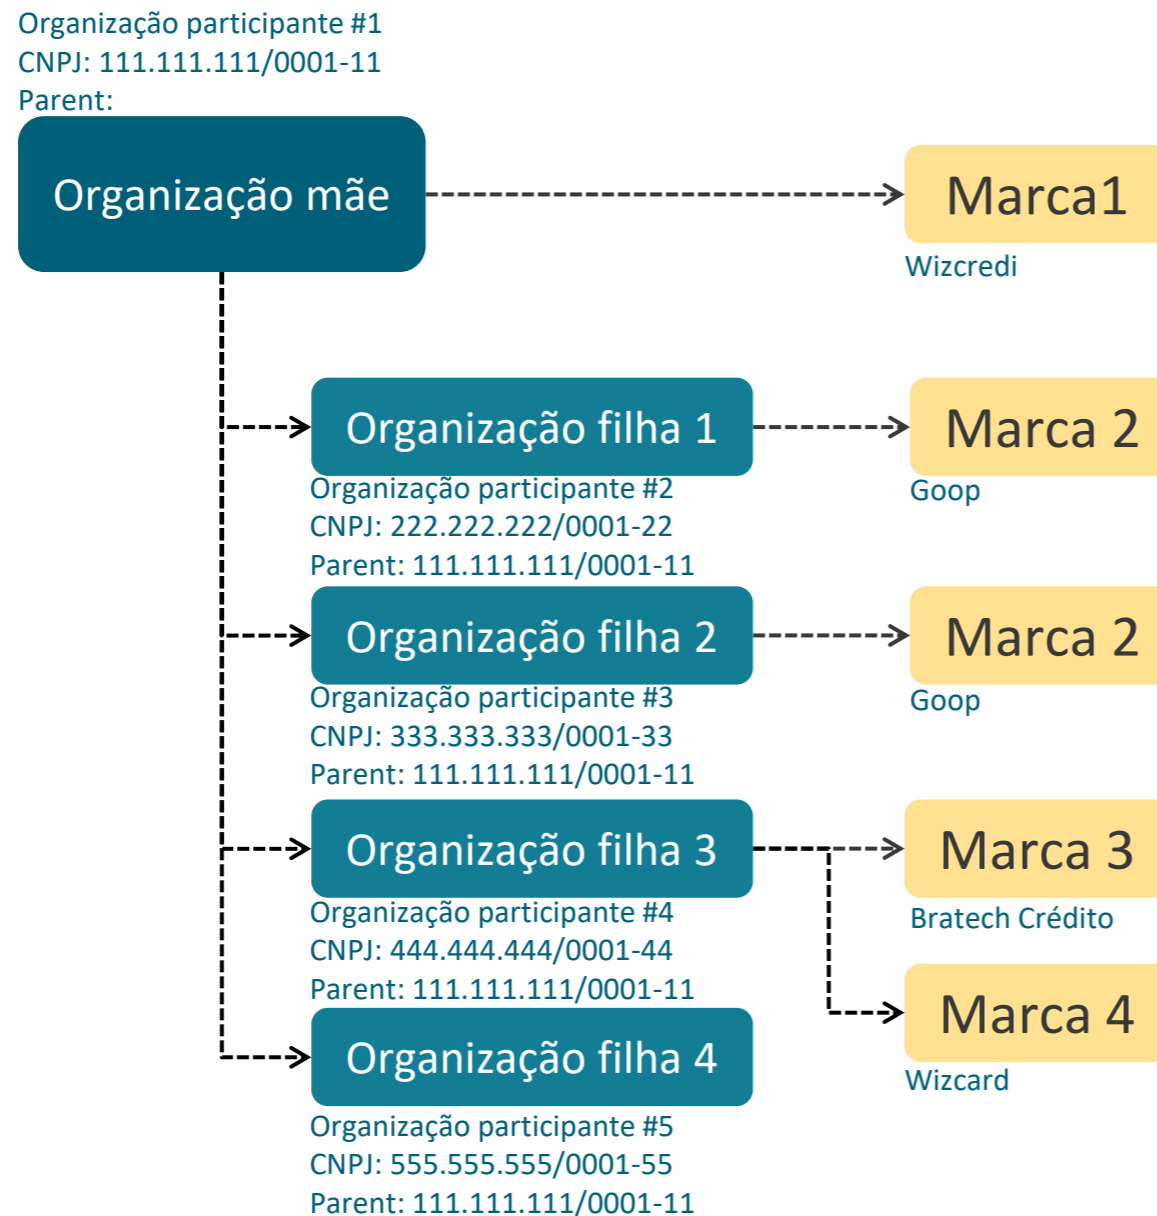 Organização participante #1
CNPJ: 111.111.111/0001-11
Parent:
Organização mãe
Marca1
Wizcredi
Organização filha 1
Marca 2
Organização participante #2
Goop
CNPJ: 222.222.222/0001-22
Parent: 111.111.111/0001-11
Organização filha 2
Marca 2
Organização participante #3
Goop
CNPJ: 333.333.333/0001-33
Parent: 111.111.111/0001-11
Organização filha 3
Marca 3
Organização participante #4
Bratech Crédito
CNPJ: 444.444.444/0001-44
Parent: 111.111.111/0001-11
Marca 4
Wizcard
Organização filha 4
Organização participante #5
CNPJ: 555.555.555/0001-55
Parent: 111.111.111/0001-11